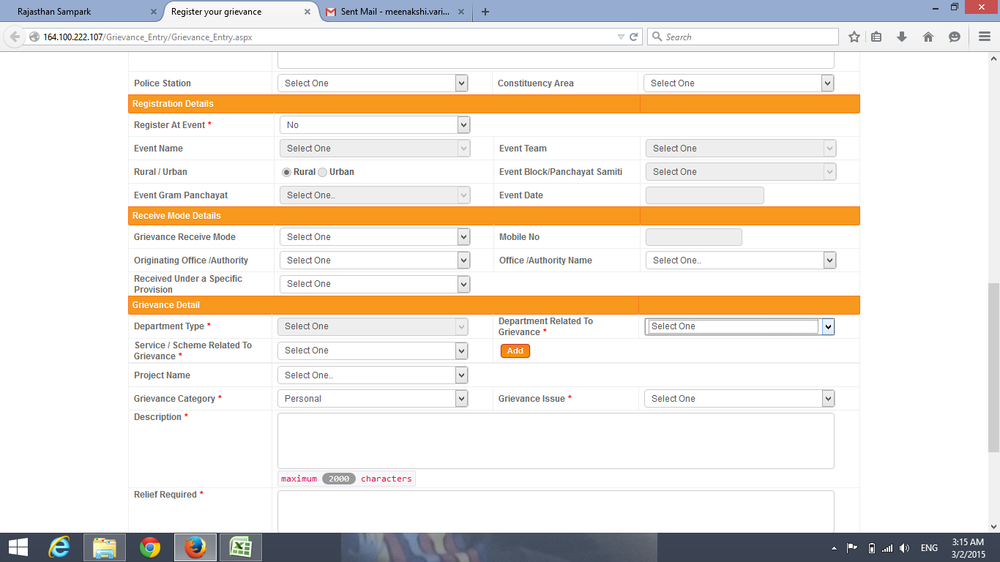 Rajasthan Sampark
Register your grievance
Sent Mail - meenakshi.vari...
164.100.222.107/Grievance_Entry/Grievance_Entry.aspx
Search
Police Station Select One Constituency Area Select One
Registration Details
Register At Event * No
Event Name Select One Event Team Select One
Rural / Urban Rural Urban Event Block/Panchayat Samiti Select One
Event Gram Panchayat Select One.. Event Date
Receive Mode Details
Grievance Receive Mode Select One Mobile No
Originating Office /Authority Select One Office /Authority Name Select One..
Received Under a Specific
Provision
Select One
Grievance Detail
Department Type * Select One
Department Related To
Grievance *
Select One
Service / Scheme Related To
Grievance *
Select One
Add
Project Name Select One..
Grievance Category * Personal Grievance Issue * Select One
Description *
maximum 2000 characters
Relief Required *
ENG
3:15 AM
3/2/2015